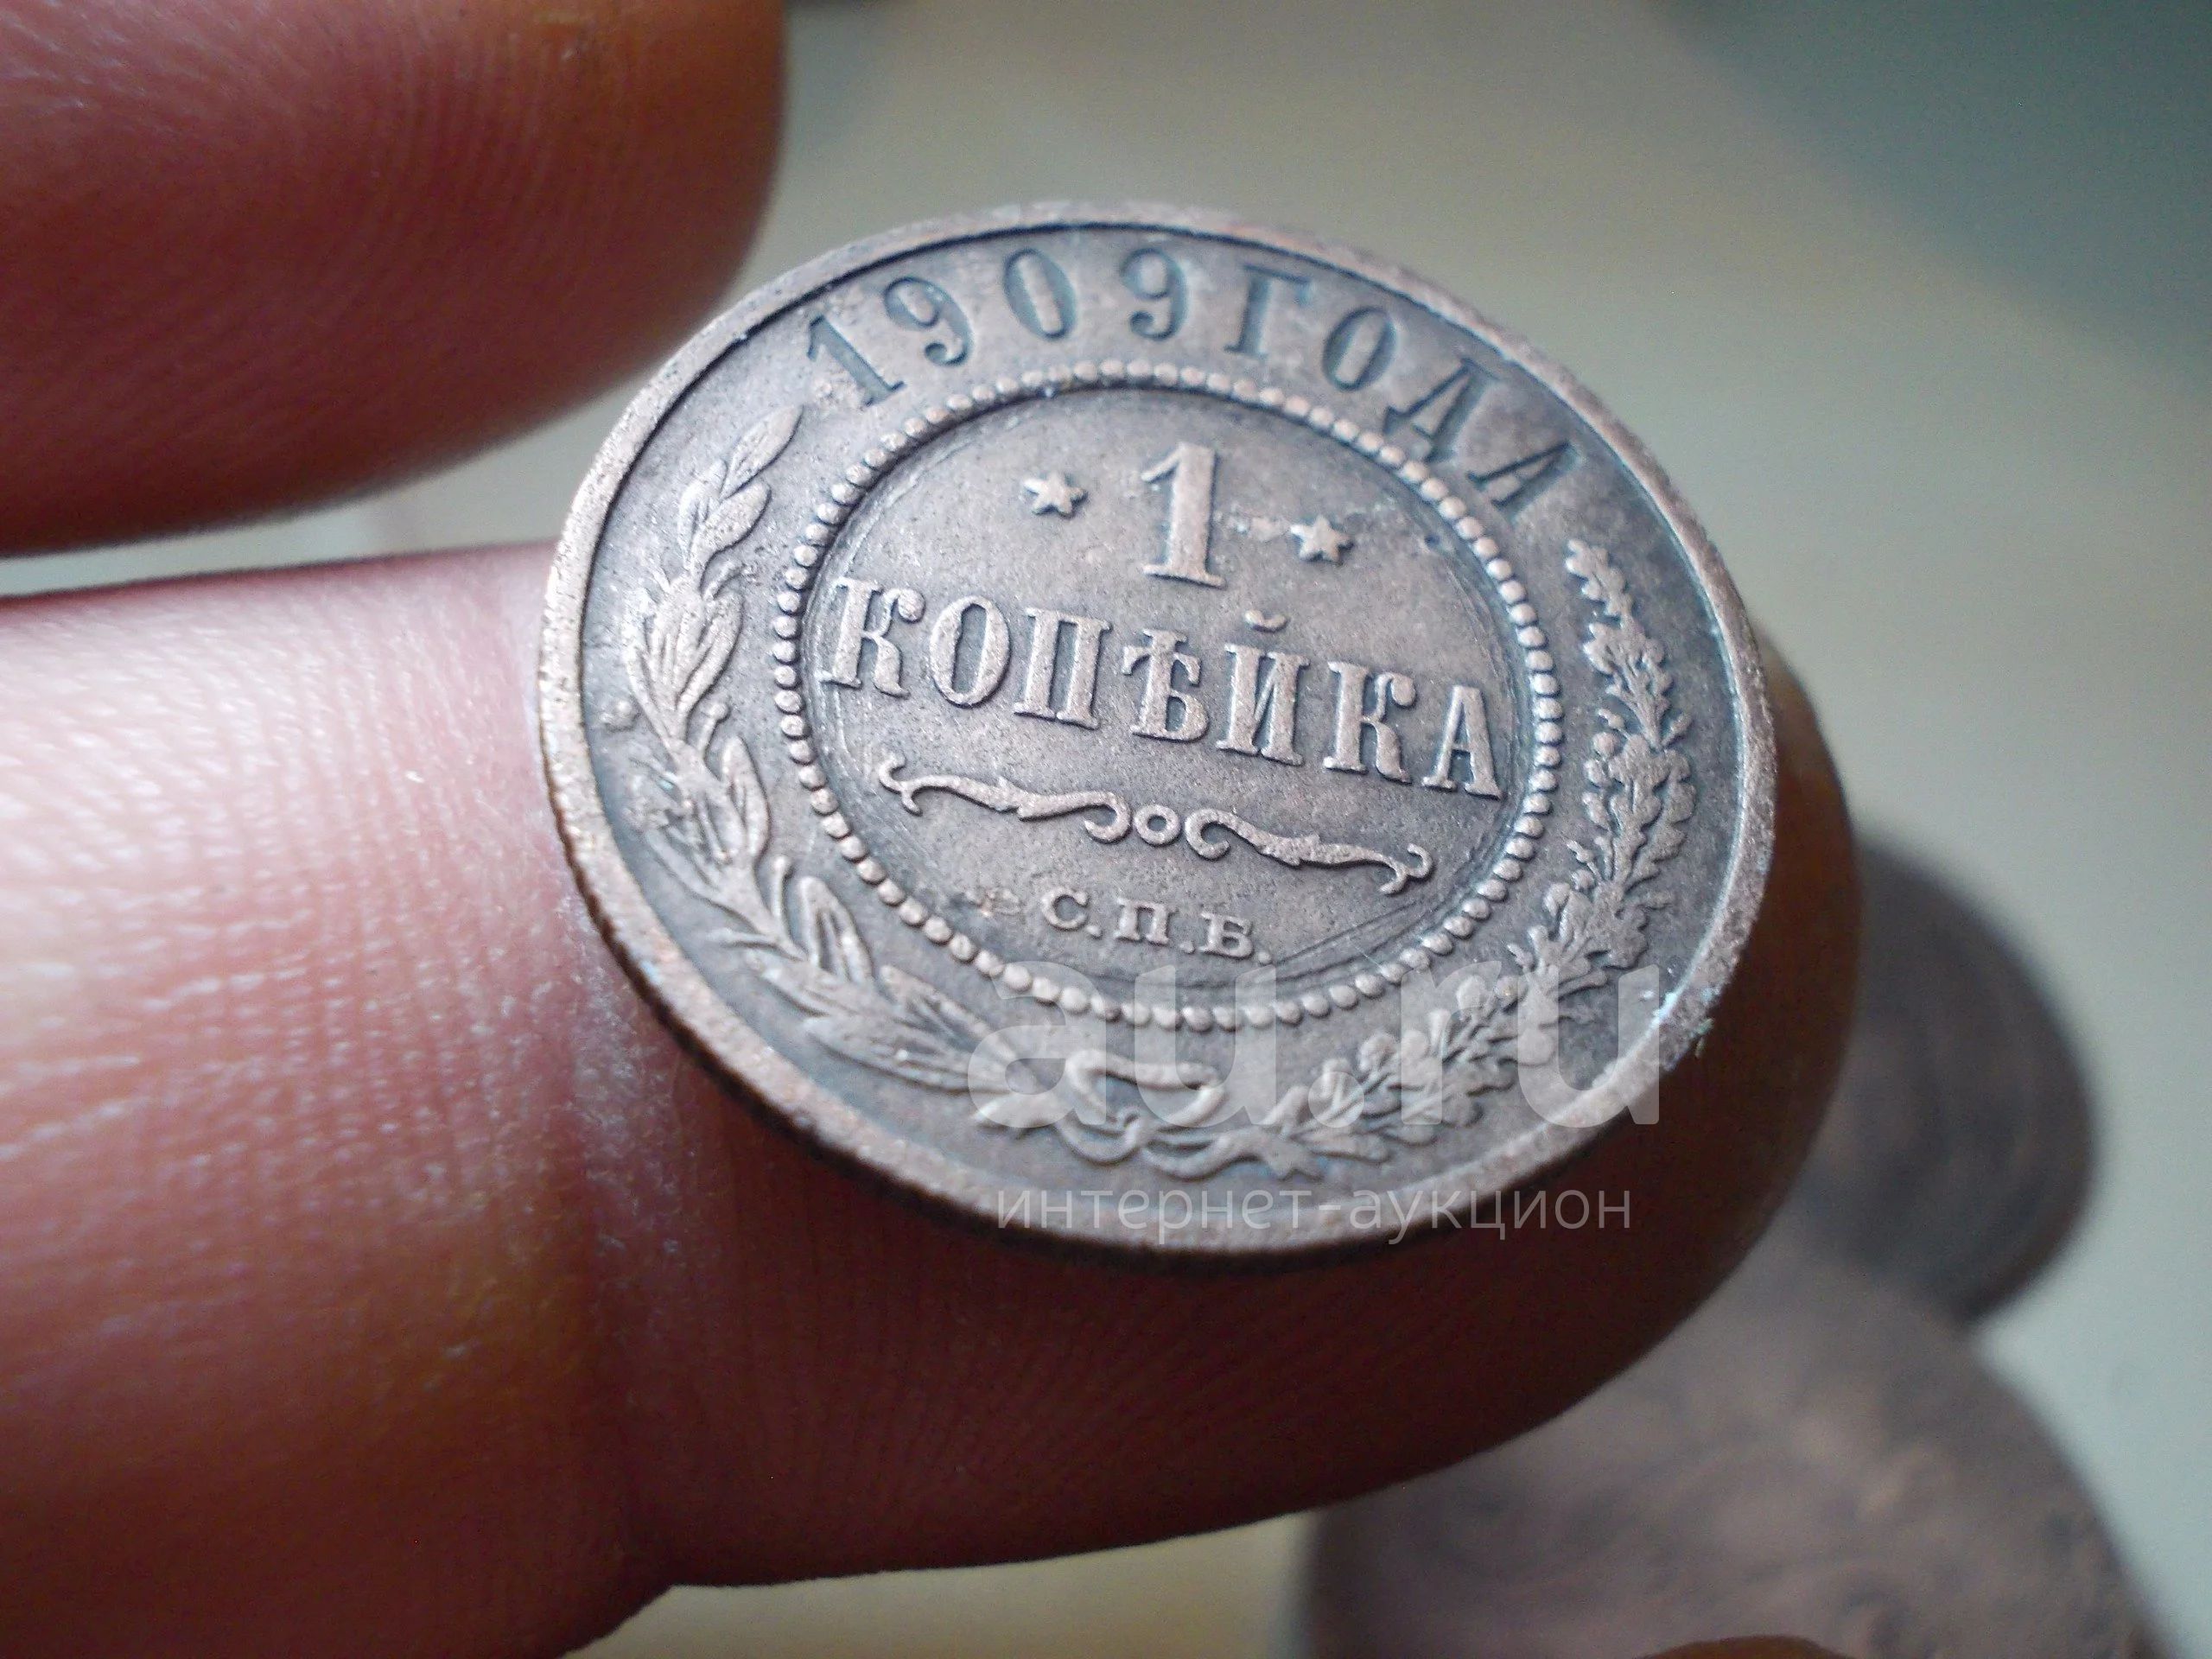 1909 ГОДА
* 1 *
КОПѢЙКА
С.П.Б.
au.ru
интернет-аукцион